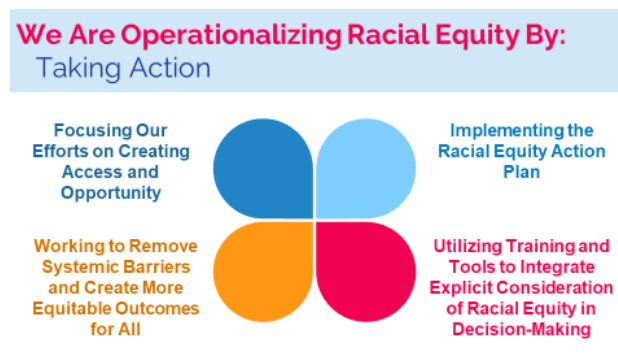 We Are Operationalizing Racial Equity By:
Taking Action
Focusing Our
Efforts on Creating
Access and
Opportunity
Implementing the
Racial Equity Action
Plan
Working to Remove
Systemic Barriers
and Create More
Equitable Outcomes
for All
Utilizing Training and
Tools to Integrate
Explicit Consideration
of Racial Equity in
Decision-Making